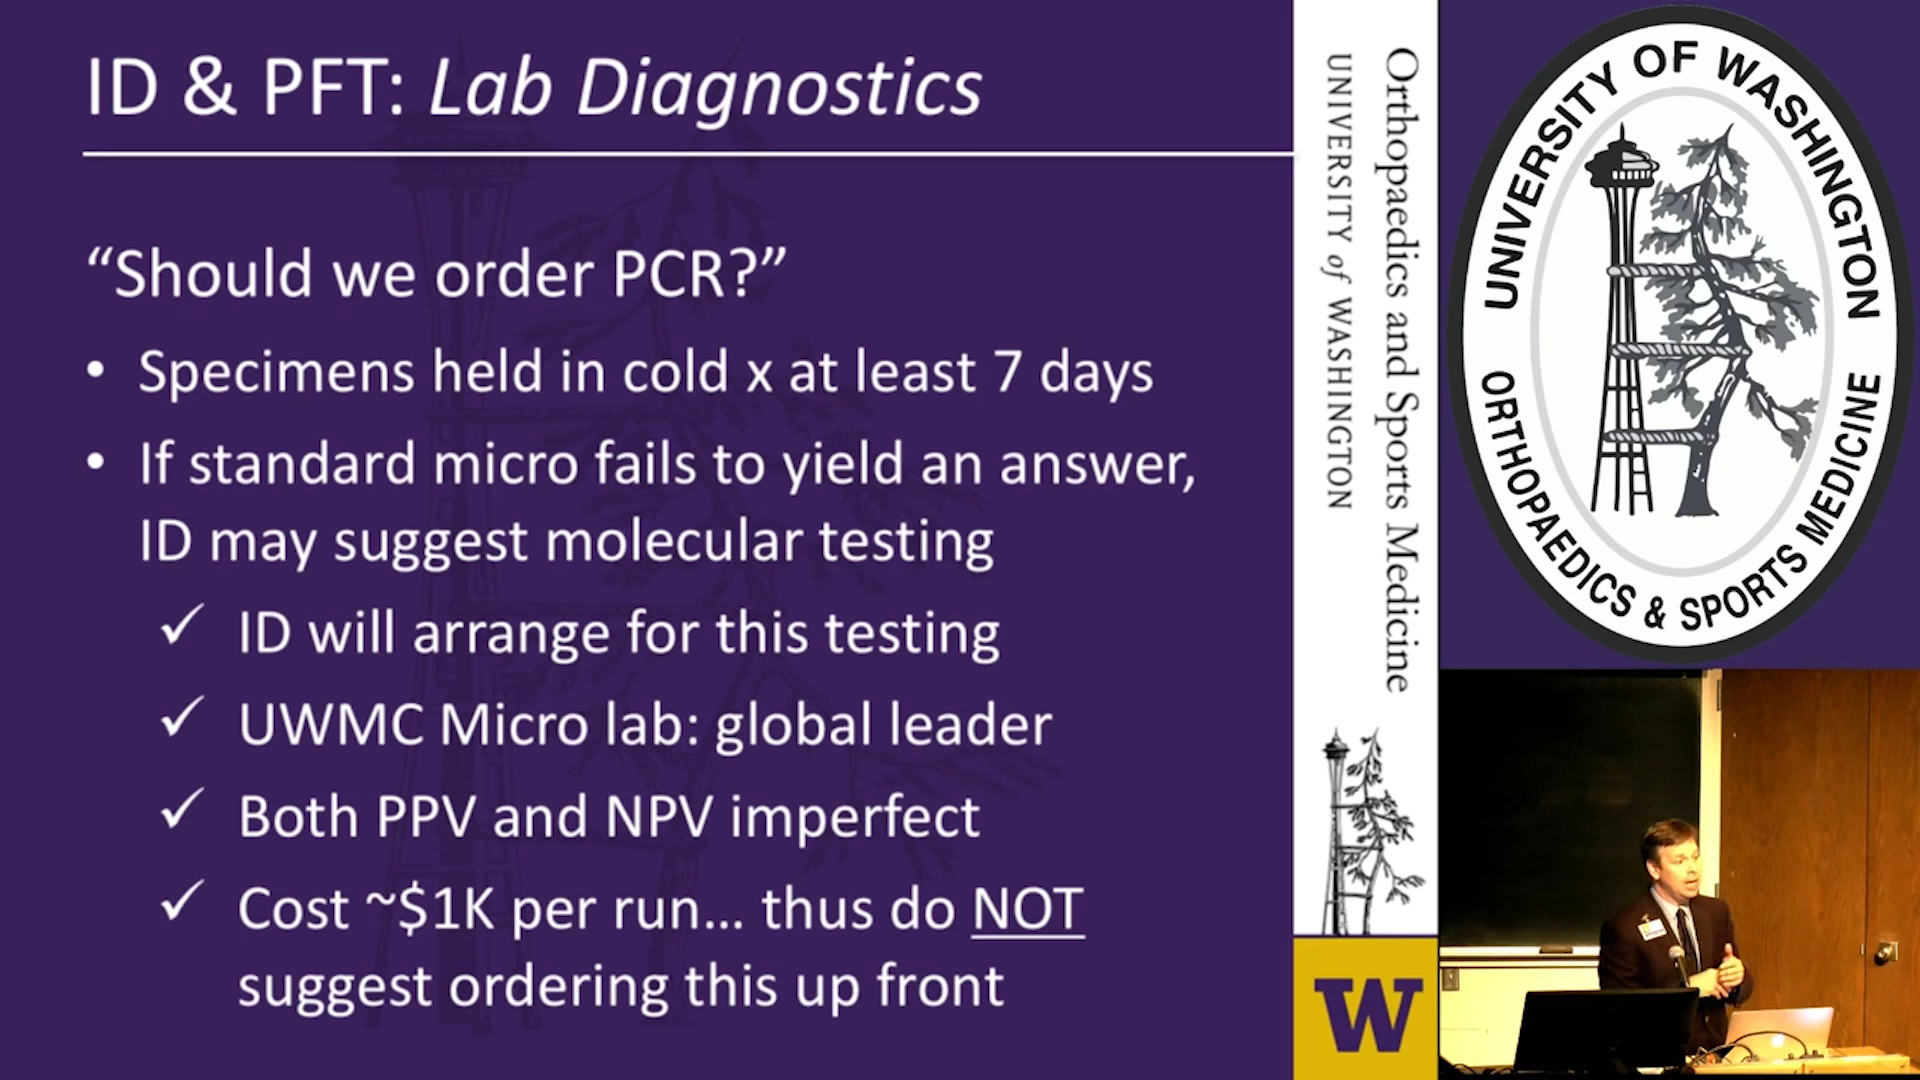 ID & PFT: Lab Diagnostics
“Should we order PCR?”
• Specimens held in cold x at least 7 days
• If standard micro fails to yield an answer,
ID may suggest molecular testing
✓ ID will arrange for this testing
✓ UWMC Micro lab: global leader
✓ Both PPV and NPV imperfect
✓ Cost ~$1K per run... thus do NOT
suggest ordering this up front
Orthopaedics and Sports Medicine
UNIVERSITY of WASHINGTON
W
UNIVERSITY OF WASHINGTON
ORTHOPAEDICS & SPORTS MEDICINE